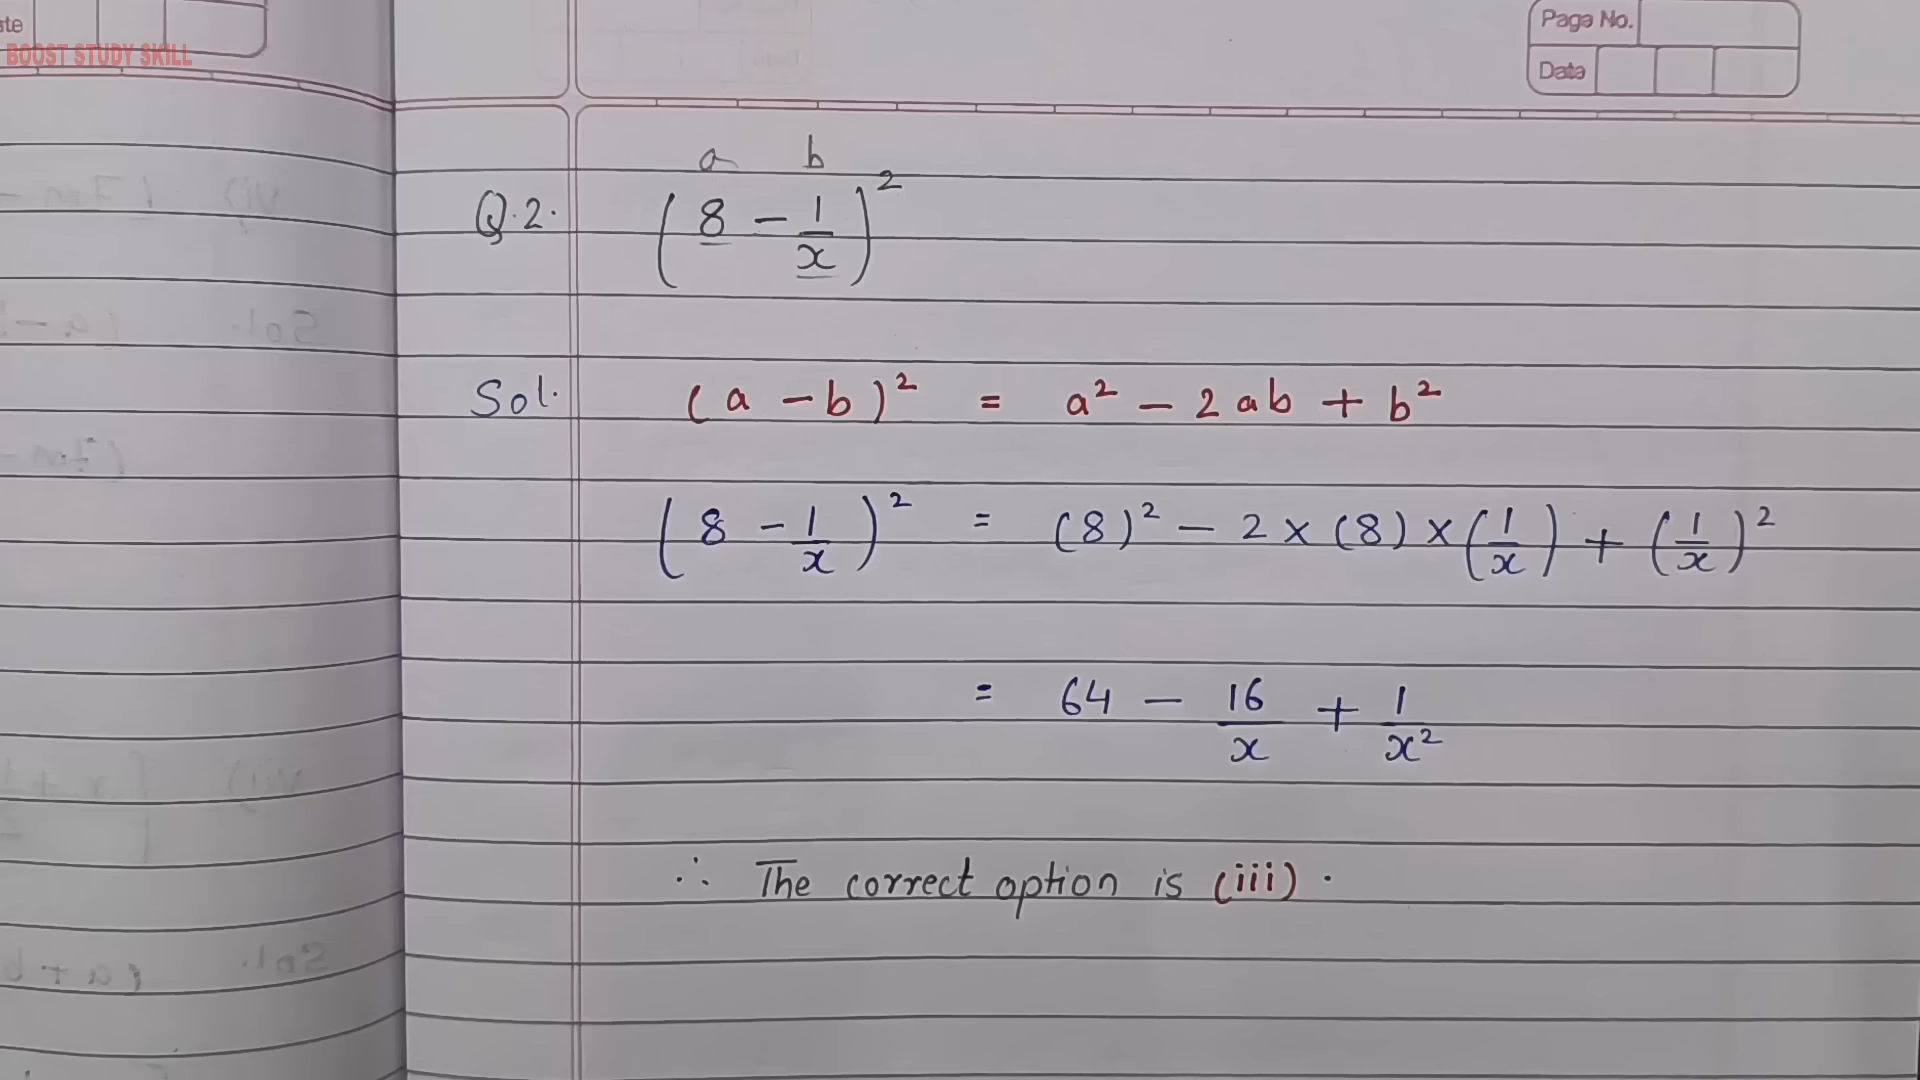 BOOST STUDY SKILL
Page No.
Data
a b
Q.2. (8 - 1/x)²
Sol. (a - b)² = a² - 2ab + b²
(8 - 1/x)² = (8)² - 2 × (8) × (1/x) + (1/x)²
= 64 - 16/x + 1/x²
∴ The correct option is (iii).